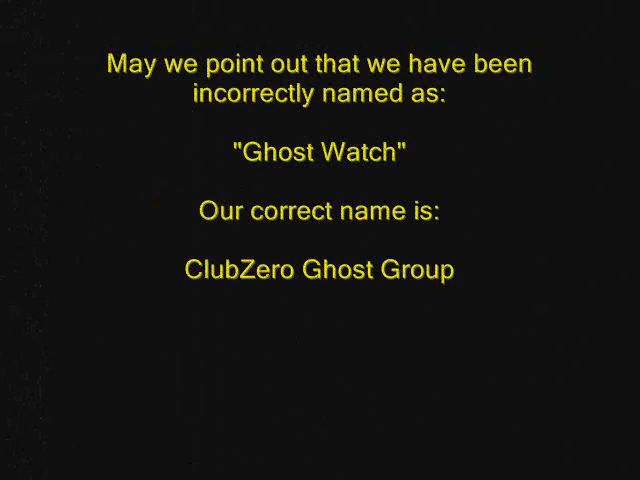 May we point out that we have been
incorrectly named as:
"Ghost Watch"
Our correct name is:
ClubZero Ghost Group